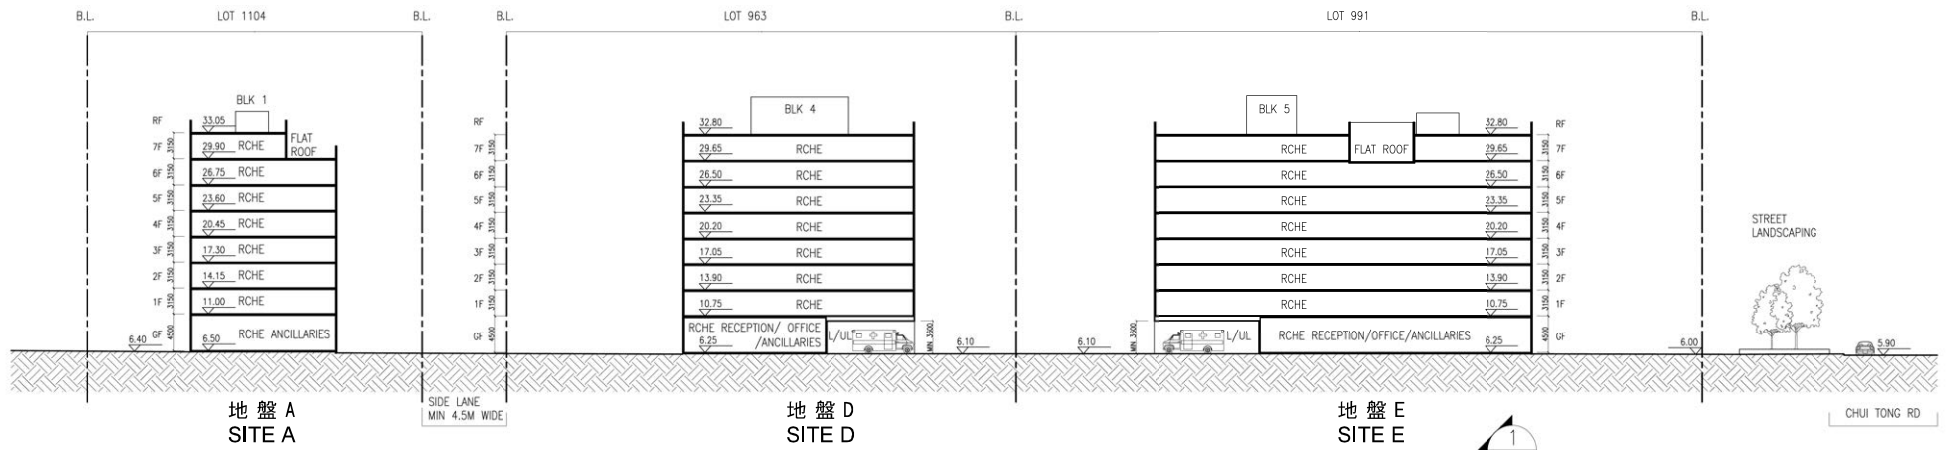 B.L.
LOT 1104
B.L.
B.L.
LOT 963
B.L.
LOT 991
B.L.
BLK 1
RF
33.05
FLAT
ROOF
7F
3150
29.90
RCHE
6F
3150
26.75
RCHE
5F
3150
23.60
RCHE
4F
3150
20.45
RCHE
3F
3150
17.30
RCHE
2F
3150
14.15
RCHE
1F
3150
11.00
RCHE
GF
4500
6.50
RCHE ANCILLARIES
6.40
BLK 4
RF
32.80
7F
3150
29.65
RCHE
6F
3150
26.50
RCHE
5F
3150
23.35
RCHE
4F
3150
20.20
RCHE
3F
3150
17.05
RCHE
2F
3150
13.90
RCHE
1F
3150
10.75
RCHE
GF
4500
RCHE RECEPTION/ OFFICE
/ANCILLARIES
6.25
L/UL
MIN. 3500
6.10
BLK 5
32.80
RF
RCHE
FLAT ROOF
29.65
3150
7F
RCHE
26.50
3150
6F
RCHE
23.35
3150
5F
RCHE
20.20
3150
4F
RCHE
17.05
3150
3F
RCHE
13.90
3150
2F
RCHE
10.75
3150
1F
6.10
MIN. 3500
L/UL
RCHE RECEPTION/OFFICE/ANCILLARIES
6.25
4500
GF
6.00
STREET
LANDSCAPING
5.90
地盤 A
SITE A
SIDE LANE
MIN 4.5M WIDE
地盤 D
SITE D
地盤 E
SITE E
1
CHUI TONG RD